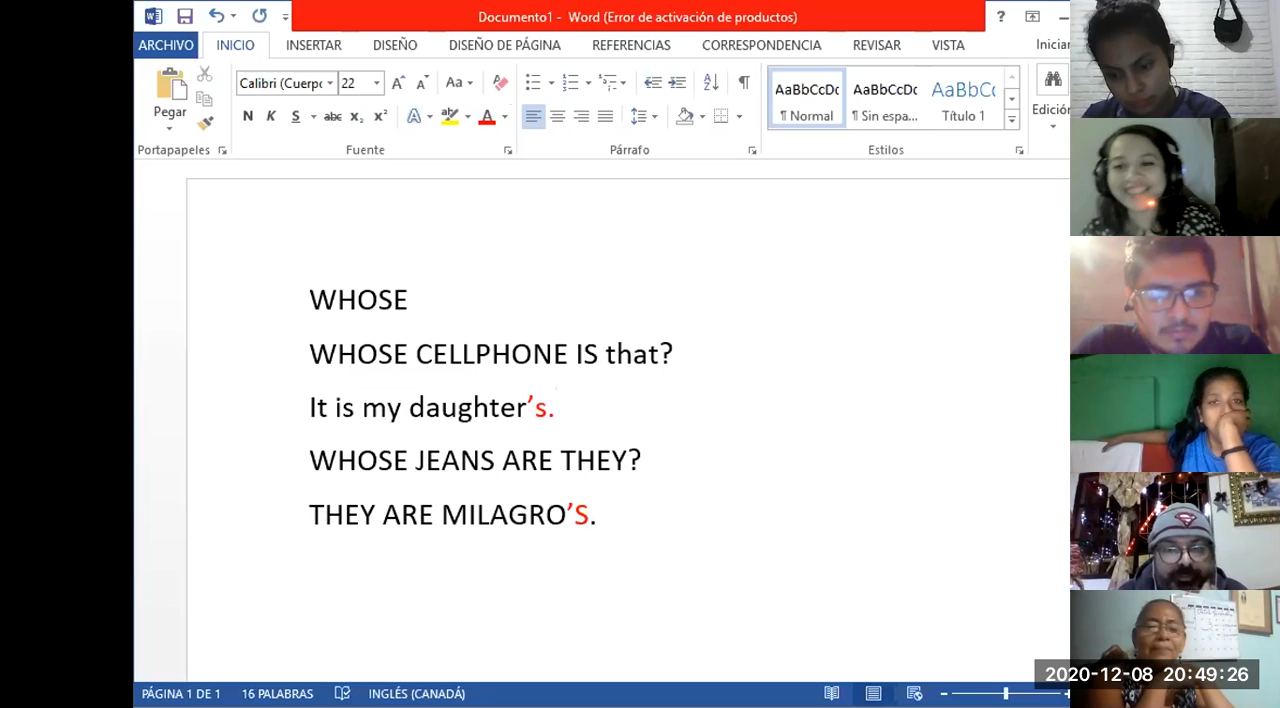 Documento1 - Word (Error de activación de productos)
ARCHIVO INICIO INSERTAR DISEÑO DISEÑO DE PÁGINA REFERENCIAS CORRESPONDENCIA REVISAR VISTA Iniciar
Calibri (Cuerpo 22 Aa
AaBbCcDc AaBbCcDc AaBbC
Pegar
N K S abc x₂ x² A A
¶ Normal ¶ Sin espa... Título 1
Edición
Portapapeles Fuente Párrafo Estilos
WHOSE
WHOSE CELLPHONE IS that?
It is my daughter’s.
WHOSE JEANS ARE THEY?
THEY ARE MILAGRO’S.
2020-12-08 20:49:26
PÁGINA 1 DE 1 16 PALABRAS INGLÉS (CANADÁ)